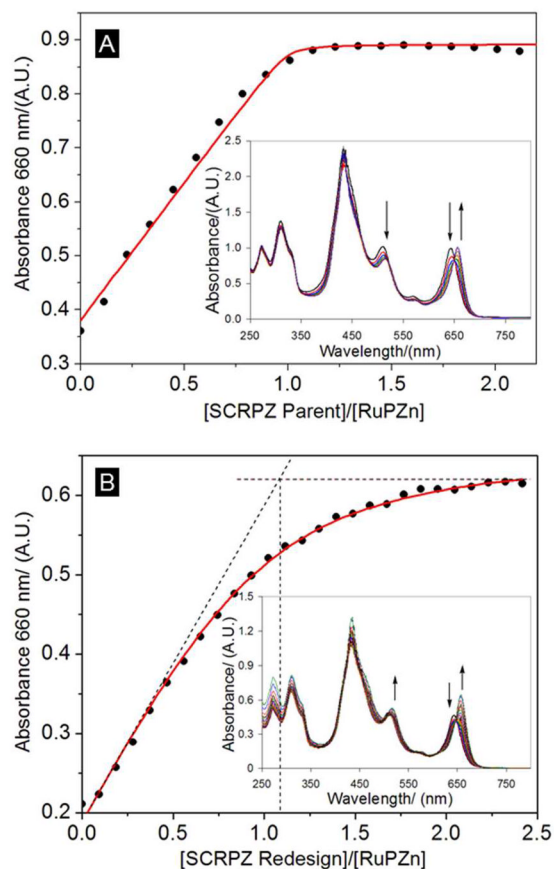 A
Absorbance 660 nm/(A.U.)
0.9
0.8
0.7
0.6
0.5
0.4
0.3
0.0 0.5 1.0 1.5 2.0
[SCRPZ Parent]/[RuPZn]
Absorbance/(A.U.)
2.5
2.0
1.5
1.0
0.5
0.0
250 350 450 550 650 750
Wavelength/(nm)
B
Absorbance 660 nm/ (A.U.)
0.6
0.5
0.4
0.3
0.2
0.0 0.5 1.0 1.5 2.0 2.5
[SCRPZ Redesign]/[RuPZn]
Absorbance/ (A.U.)
1.5
1.2
0.9
0.6
0.3
0.0
250 350 450 550 650 750
Wavelength/ (nm)